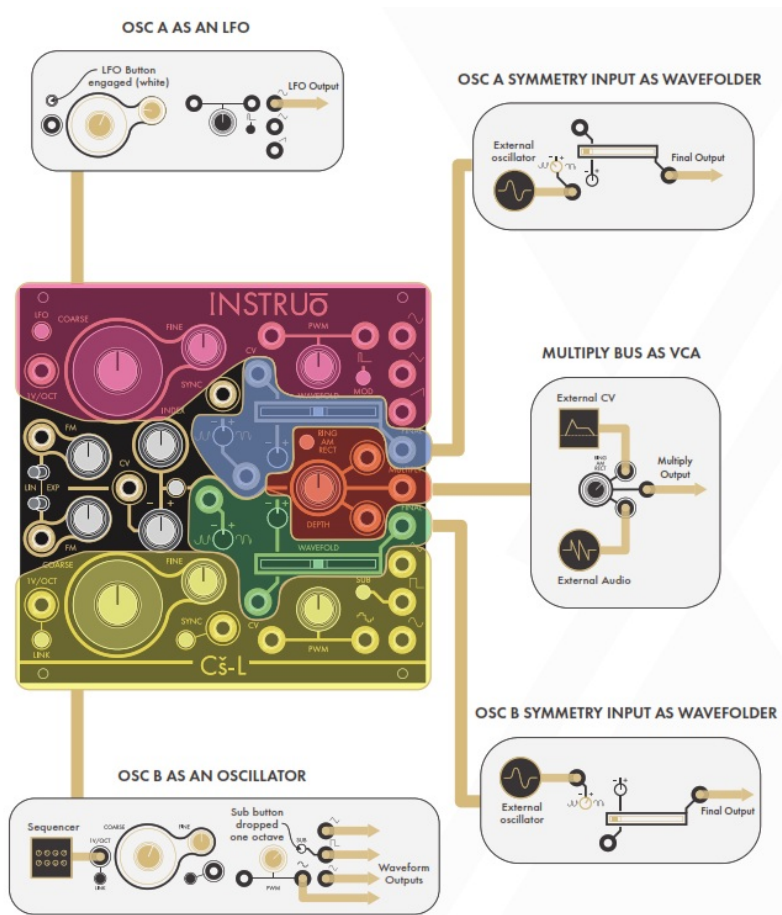 OSC A AS AN LFO
LFO Button
engaged (white)
LFO Output
OSC A SYMMETRY INPUT AS WAVEFOLDER
External
oscillator
Final Output
INSTRUō
LFO
COARSE
FINE
PWM
1V/OCT
SYNC
CV
WAVEFOLD
MOD
INDEX
FM
RING
AM
RECT
CV
LIN
EXP
DEPTH
FINAL
FM
WAVEFOLD
COARSE
FINE
1V/OCT
SUB
SYNC
CV
LINK
PWM
Cš-L
MULTIPLY BUS AS VCA
External CV
RING
AM
RECT
Multiply
Output
External Audio
OSC B SYMMETRY INPUT AS WAVEFOLDER
External
oscillator
Final Output
OSC B AS AN OSCILLATOR
Sequencer
COARSE
FINE
1V/OCT
LINK
Sub button
dropped
one octave
SUB
PWM
Waveform
Outputs